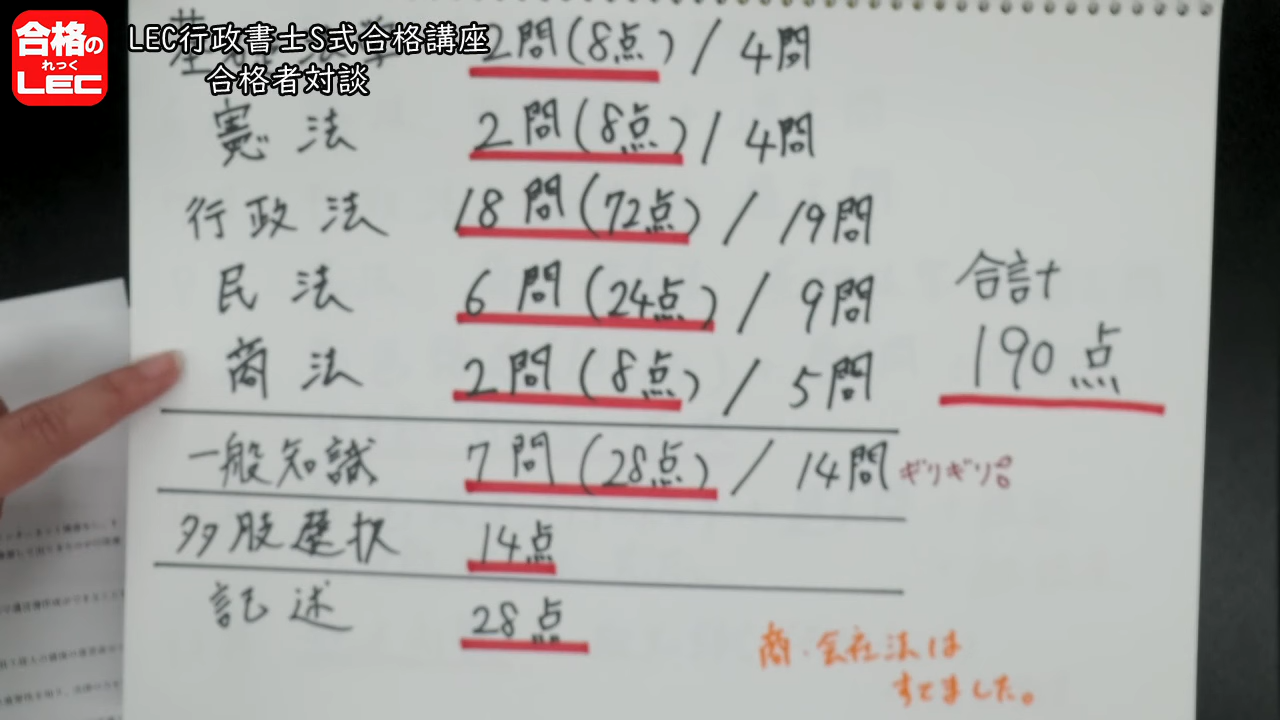 合格の
れっく
LEC
LEC行政書士S式合格講座
合格者対談
2問(8点) / 4問
憲法 2問(8点) / 4問
行政法 18問(72点) / 19問
民法 6問(24点) / 9問
商法 2問(8点) / 5問
合計
190点
一般知識 7問(28点) / 14問 ギリギリ。
多肢選択 14点
記述 28点
商・会社法は
すてました。